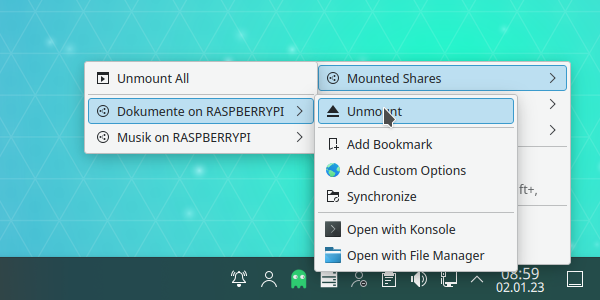 Unmount All
Dokumente on RASPBERRYPI
Musik on RASPBERRYPI
Mounted Shares
Unmount
Add Bookmark
Add Custom Options
Synchronize
Open with Konsole
Open with File Manager
ft+,
08:59
02.01.23